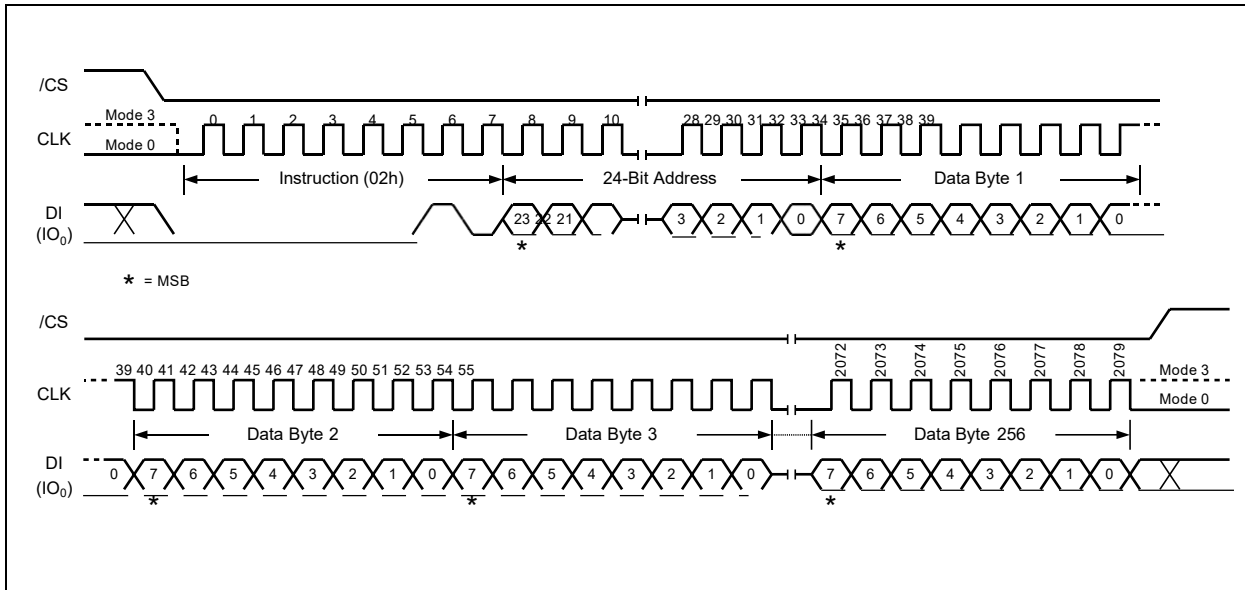 /CS
Mode 3
0 1 2 3 4 5 6 7 8 9 10 28 29 30 31 32 33 34 35 36 37 38 39
CLK
Mode 0
Instruction (02h) 24-Bit Address Data Byte 1
DI
(IO0)
23 22 21 3 2 1 0 7 6 5 4 3 2 1 0
* *
* = MSB
/CS
39 40 41 42 43 44 45 46 47 48 49 50 51 52 53 54 55 2072 2073 2074 2075 2076 2077 2078 2079
Mode 3
CLK
Mode 0
Data Byte 2 Data Byte 3 Data Byte 256
DI
(IO0)
0 7 6 5 4 3 2 1 0 7 6 5 4 3 2 1 0 7 6 5 4 3 2 1 0
* * *